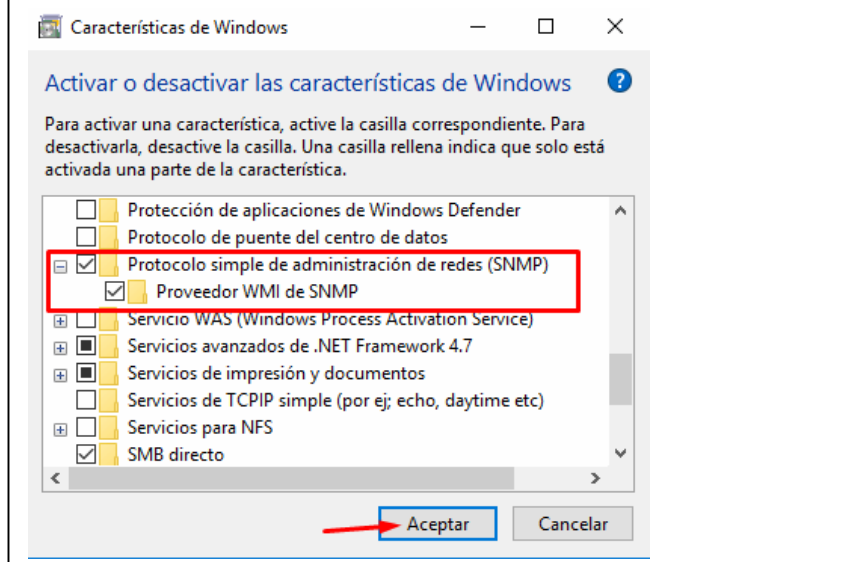 Características de Windows
Activar o desactivar las características de Windows
Para activar una característica, active la casilla correspondiente. Para
desactivarla, desactive la casilla. Una casilla rellena indica que solo está
activada una parte de la característica.
Protección de aplicaciones de Windows Defender
Protocolo de puente del centro de datos
Protocolo simple de administración de redes (SNMP)
Proveedor WMI de SNMP
Servicio WAS (Windows Process Activation Service)
Servicios avanzados de .NET Framework 4.7
Servicios de impresión y documentos
Servicios de TCPIP simple (por ej; echo, daytime etc)
Servicios para NFS
SMB directo
Aceptar Cancelar